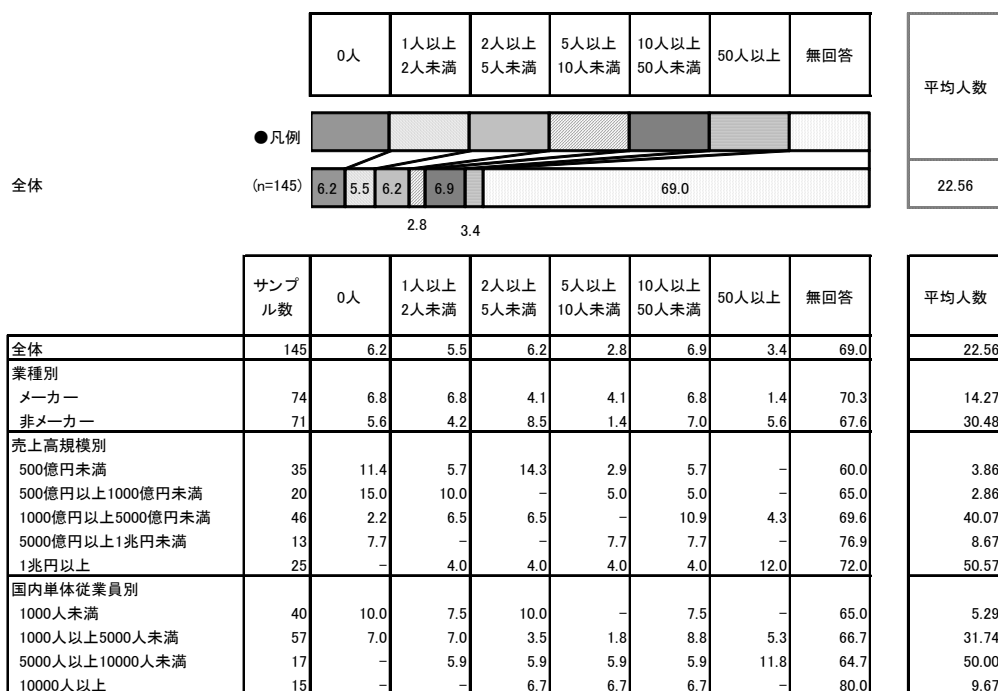 0人 1人以上2人未満 2人以上5人未満 5人以上10人未満 10人以上50人未満 50人以上 無回答 平均人数
●凡例
全体 (n=145) 6.2 5.5 6.2 6.9 69.0 22.56
2.8 3.4
サンプル数 0人 1人以上2人未満 2人以上5人未満 5人以上10人未満 10人以上50人未満 50人以上 無回答 平均人数
全体 145 6.2 5.5 6.2 2.8 6.9 3.4 69.0 22.56
業種別
メーカー 74 6.8 6.8 4.1 4.1 6.8 1.4 70.3 14.27
非メーカー 71 5.6 4.2 8.5 1.4 7.0 5.6 67.6 30.48
売上高規模別
500億円未満 35 11.4 5.7 14.3 2.9 5.7 − 60.0 3.86
500億円以上1000億円未満 20 15.0 10.0 − 5.0 5.0 − 65.0 2.86
1000億円以上5000億円未満 46 2.2 6.5 6.5 − 10.9 4.3 69.6 40.07
5000億円以上1兆円未満 13 7.7 − − 7.7 7.7 − 76.9 8.67
1兆円以上 25 − 4.0 4.0 4.0 4.0 12.0 72.0 50.57
国内単体従業員別
1000人未満 40 10.0 7.5 10.0 − 7.5 − 65.0 5.29
1000人以上5000人未満 57 7.0 7.0 3.5 1.8 8.8 5.3 66.7 31.74
5000人以上10000人未満 17 − 5.9 5.9 5.9 5.9 11.8 64.7 50.00
10000人以上 15 − − 6.7 6.7 6.7 − 80.0 9.67